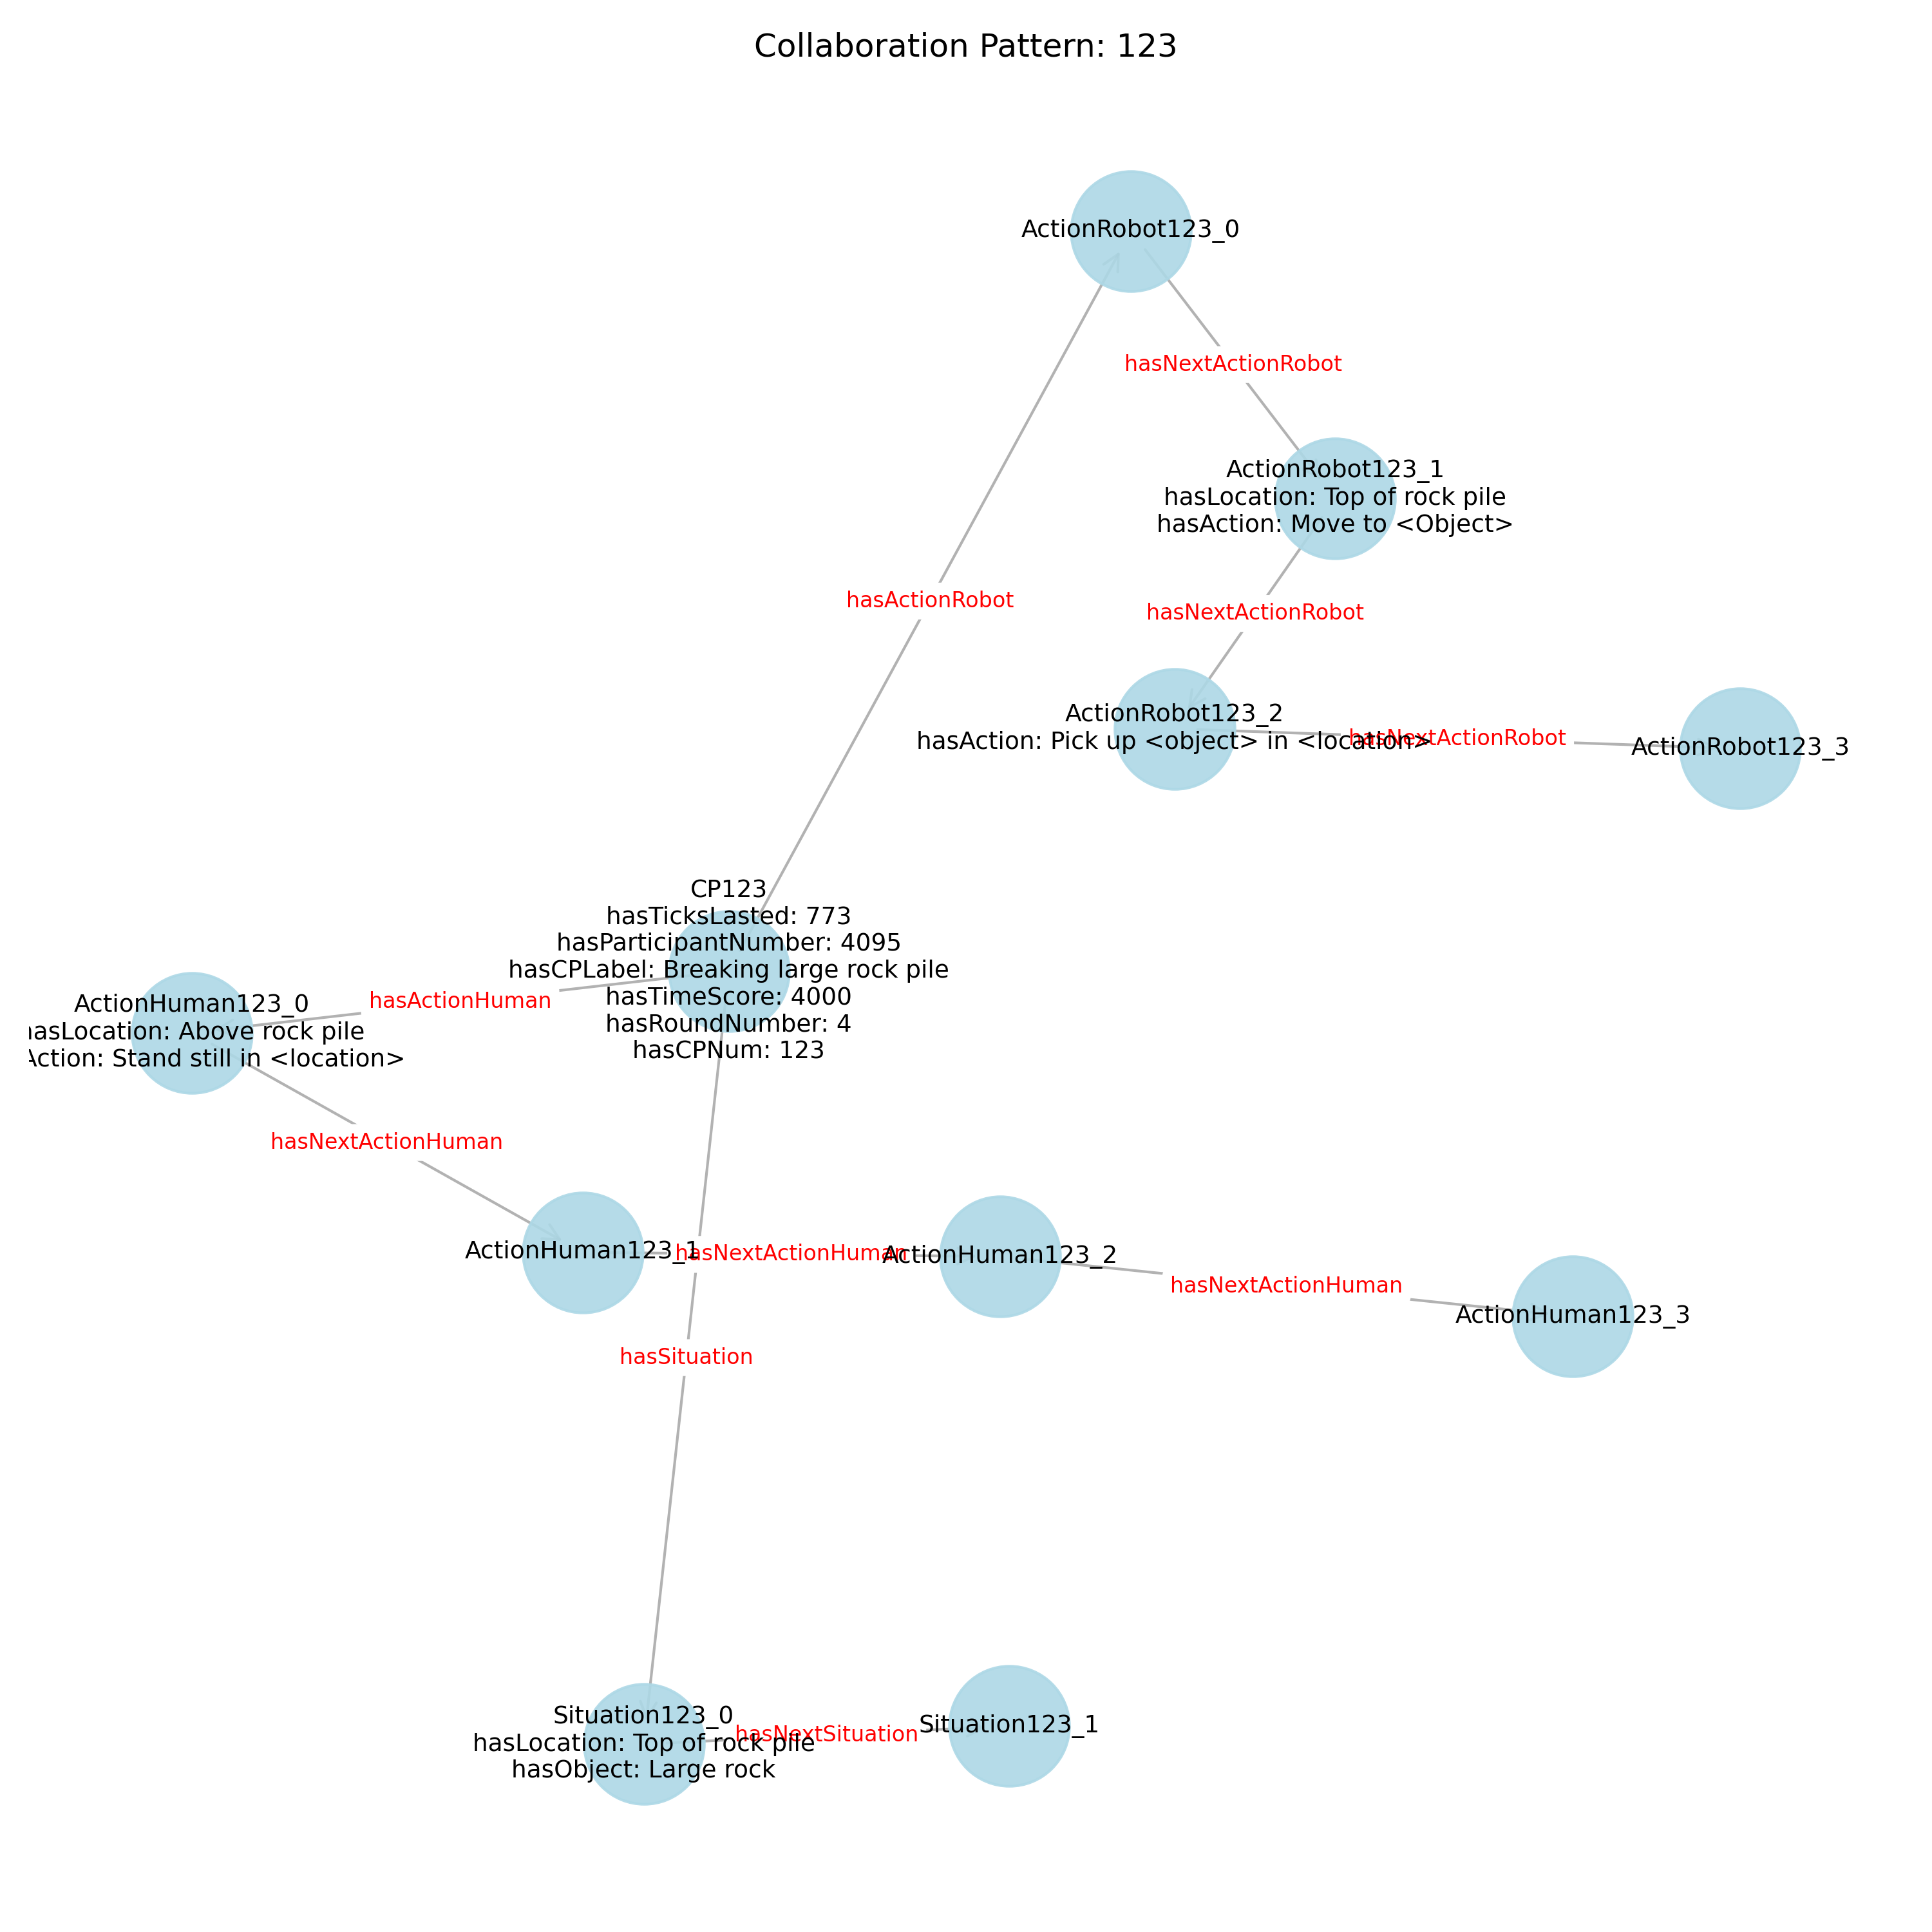 Collaboration Pattern: 123
ActionRobot123_0
hasNextActionRobot
ActionRobot123_1
hasLocation: Top of rock pile
hasAction: Move to <Object>
hasActionRobot
hasNextActionRobot
ActionRobot123_2
hasAction: Pick up <object> in <location>
hasNextActionRobot
ActionRobot123_3
CP123
hasTicksLasted: 773
hasParticipantNumber: 4095
hasCPLabel: Breaking large rock pile
hasTimeScore: 4000
hasRoundNumber: 4
hasCPNum: 123
hasActionHuman
ActionHuman123_0
hasLocation: Above rock pile
Action: Stand still in <location>
hasNextActionHuman
ActionHuman123_1
hasNextActionHuman
ActionHuman123_2
hasNextActionHuman
ActionHuman123_3
hasSituation
Situation123_0
hasLocation: Top of rock pile
hasObject: Large rock
hasNextSituation
Situation123_1